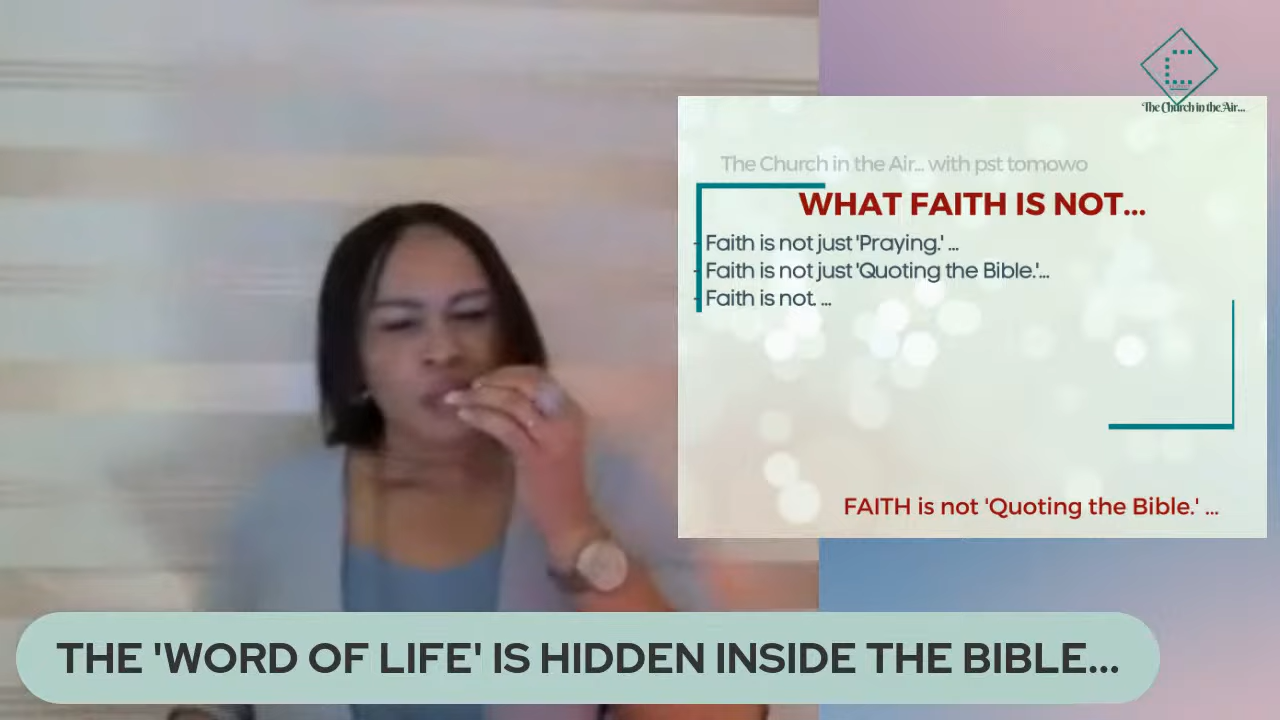 The Church in the Air...
The Church in the Air... with pst tomowo
WHAT FAITH IS NOT...
- Faith is not just 'Praying.' ...
- Faith is not just 'Quoting the Bible.'...
- Faith is not. ...
FAITH is not 'Quoting the Bible.' ...
THE 'WORD OF LIFE' IS HIDDEN INSIDE THE BIBLE...